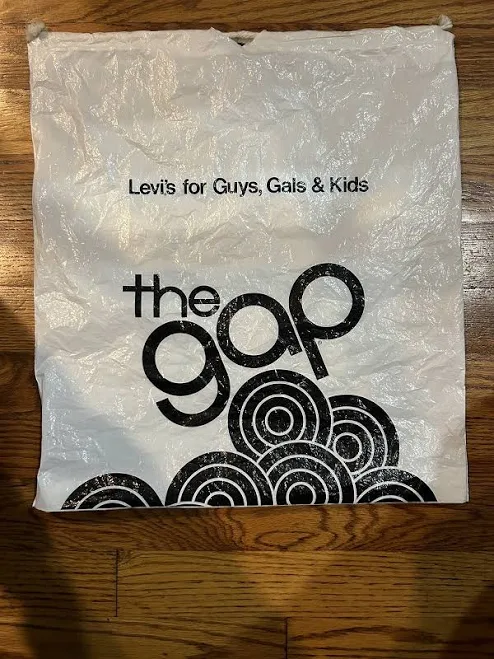 Levi's for Guys, Gals & Kids
the
gap